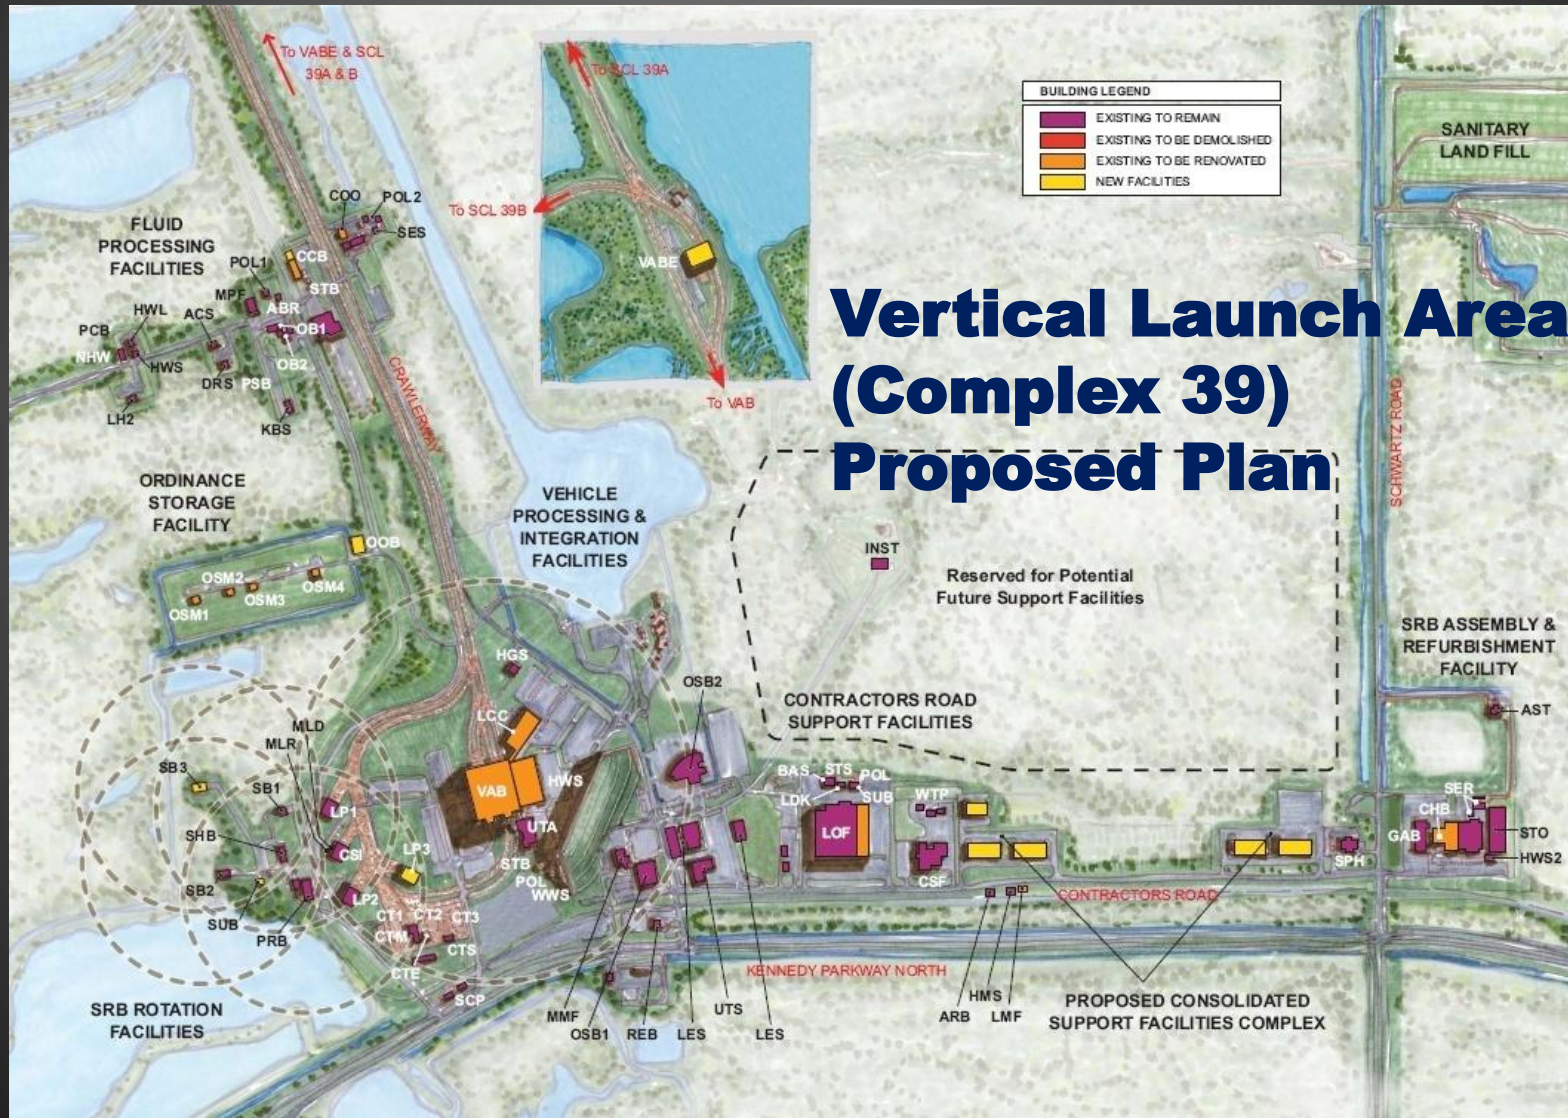 To VABE & SCL
39A & B
To SCL 39A
To SCL 39B
VABE
To VAB
BUILDING LEGEND
EXISTING TO REMAIN
EXISTING TO BE DEMOLISHED
EXISTING TO BE RENOVATED
NEW FACILITIES
SANITARY
LAND FILL
Vertical Launch Area
(Complex 39)
Proposed Plan
FLUID
PROCESSING
FACILITIES
COO
POL2
SES
CCB
STB
POL1
MPF
ABR
OB1
OB2
HWL
ACS
PCB
NHW
HWS
DRS
PSB
LH2
KBS
CRAWLERWAY
SCHWARTZ ROAD
ORDINANCE
STORAGE
FACILITY
OOB
OSM2
OSM4
OSM3
OSM1
VEHICLE
PROCESSING &
INTEGRATION
FACILITIES
INST
Reserved for Potential
Future Support Facilities
SRB ASSEMBLY &
REFURBISHMENT
FACILITY
AST
HGS
OSB2
CONTRACTORS ROAD
SUPPORT FACILITIES
LCC
MLD
MLR
SB3
SB1
LP1
VAB
HWS
UTA
SHB
CSI
LP3
STB
POL
WWS
SB2
SUB
PRB
LP2
CT1
CT2
CT3
CTM
CTS
CTE
SCP
BAS
STS
POL
LDK
SUB
WTP
LOF
CSF
SER
CHB
GAB
STO
SPH
HWS2
CONTRACTORS ROAD
KENNEDY PARKWAY NORTH
SRB ROTATION
FACILITIES
MMF
OSB1
REB
LES
UTS
LES
ARB
HMS
LMF
PROPOSED CONSOLIDATED
SUPPORT FACILITIES COMPLEX